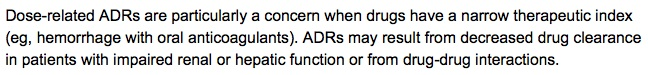 Dose-related ADRs are particularly a concern when drugs have a narrow therapeutic index
(eg, hemorrhage with oral anticoagulants). ADRs may result from decreased drug clearance
in patients with impaired renal or hepatic function or from drug-drug interactions.